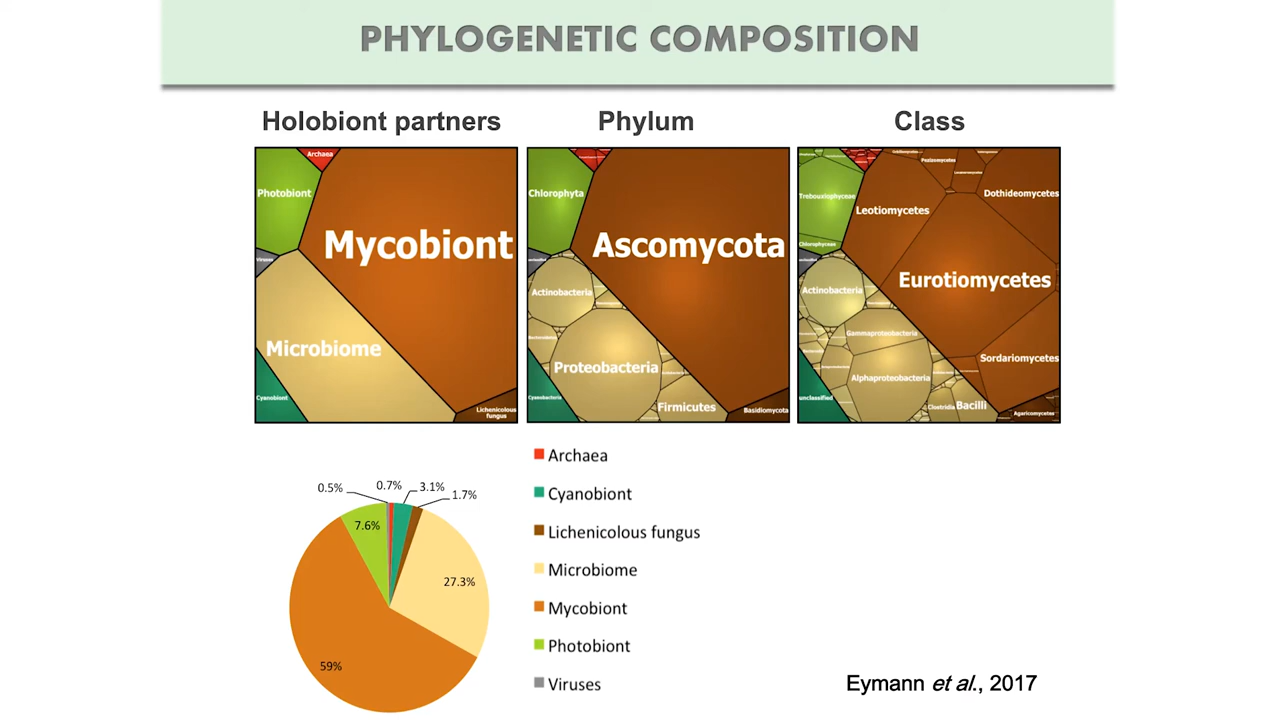 PHYLOGENETIC COMPOSITION
Holobiont partners
Phylum
Class
Archaea
Photobiont
Mycobiont
Viruses
Microbiome
Cyanobiont
Lichenicolous
fungus
Chlorophyta
Ascomycota
Actinobacteria
Proteobacteria
Cyanobacteria
Firmicutes
Basidiomycota
Pezizomycetes
Dothideomycetes
Trebouxiophyceae
Leotiomycetes
Chlorophyceae
Eurotiomycetes
Actinobacteria
Gammaproteobacteria
Sordariomycetes
Alphaproteobacteria
unclassified
Clostridia
Bacilli
Agaricomycetes
0.5%
0.7%
3.1%
1.7%
7.6%
27.3%
59%
Archaea
Cyanobiont
Lichenicolous fungus
Microbiome
Mycobiont
Photobiont
Viruses
Eymann et al., 2017